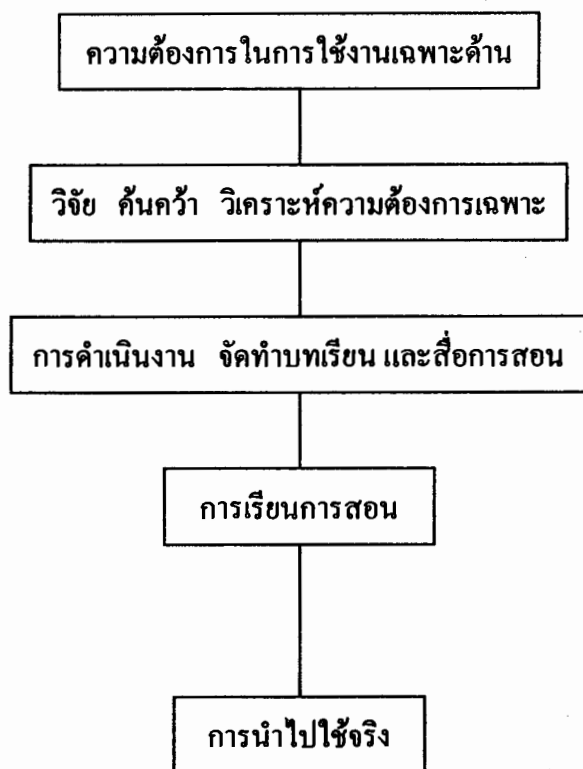 ความต้องการในการใช้งานเฉพาะด้าน
วิจัย ค้นคว้า วิเคราะห์ความต้องการเฉพาะ
การดำเนินงาน จัดทำบทเรียน และสื่อการสอน
การเรียนการสอน
การนำไปใช้จริง